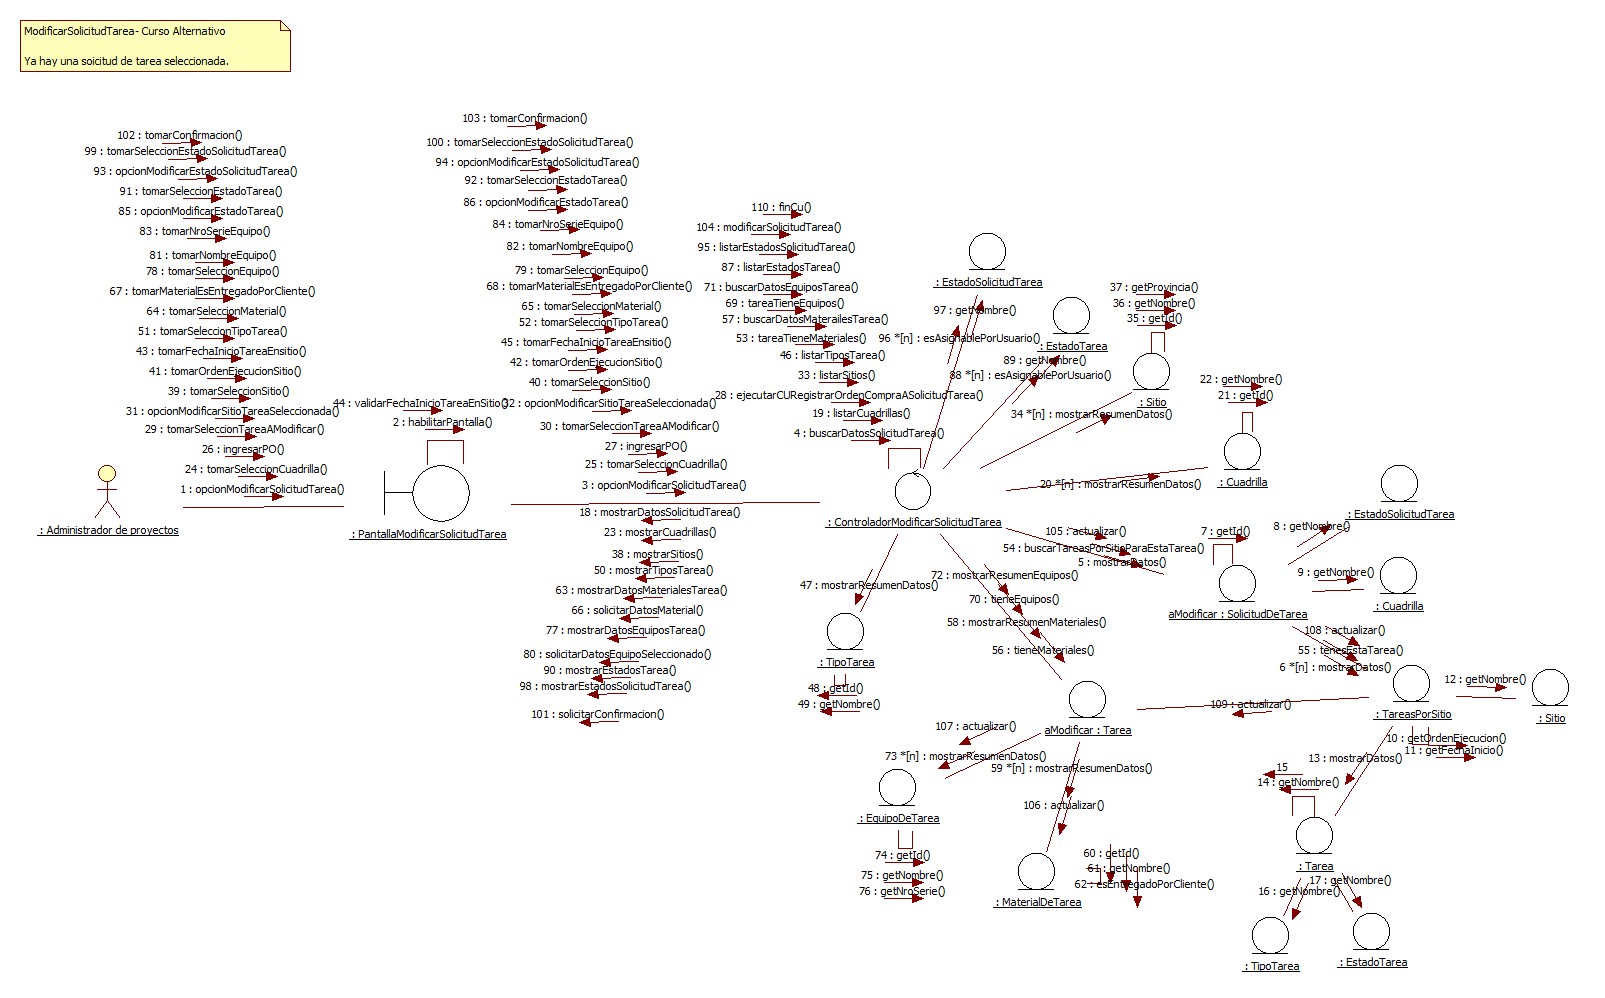 ModificarSolicitudTarea- Curso Alternativo
Ya hay una soicitud de tarea seleccionada.
102 : tomarConfirmacion()
99 : tomarSeleccionEstadoSolicitudTarea()
93 : opcionModificarEstadoSolicitudTarea()
91 : tomarSeleccionEstadoTarea()
85 : opcionModificarEstadoTarea()
83 : tomarNroSerieEquipo()
81 : tomarNombreEquipo()
78 : tomarSeleccionEquipo()
67 : tomarMaterialEsEntregadoPorCliente()
64 : tomarSeleccionMaterial()
51 : tomarSeleccionTipoTarea()
43 : tomarFechaInicioTareaEnsitio()
41 : tomarOrdenEjecucionSitio()
39 : tomarSeleccionSitio()
31 : opcionModificarSitioTareaSeleccionada()
29 : tomarSeleccionTareaAModificar()
26 : ingresarPO()
24 : tomarSeleccionCuadrilla()
1 : opcionModificarSolicitudTarea()
: Administrador de proyectos
44 : validarFechaInicioTareaEnSitio()
2 : habilitarPantalla()
: PantallaModificarSolicitudTarea
103 : tomarConfirmacion()
100 : tomarSeleccionEstadoSolicitudTarea()
94 : opcionModificarEstadoSolicitudTarea()
92 : tomarSeleccionEstadoTarea()
86 : opcionModificarEstadoTarea()
84 : tomarNroSerieEquipo()
82 : tomarNombreEquipo()
79 : tomarSeleccionEquipo()
68 : tomarMaterialEsEntregadoPorCliente()
65 : tomarSeleccionMaterial()
52 : tomarSeleccionTipoTarea()
45 : tomarFechaInicioTareaEnsitio()
42 : tomarOrdenEjecucionSitio()
40 : tomarSeleccionSitio()
32 : opcionModificarSitioTareaSeleccionada()
30 : tomarSeleccionTareaAModificar()
27 : ingresarPO()
25 : tomarSeleccionCuadrilla()
3 : opcionModificarSolicitudTarea()
18 : mostrarDatosSolicitudTarea()
23 : mostrarCuadrillas()
38 : mostrarSitios()
50 : mostrarTiposTarea()
63 : mostrarDatosMaterialesTarea()
66 : solicitarDatosMaterial()
77 : mostrarDatosEquiposTarea()
80 : solicitarDatosEquipoSeleccionado()
90 : mostrarEstadosTarea()
98 : mostrarEstadosSolicitudTarea()
101 : solicitarConfirmacion()
110 : finCu()
104 : modificarSolicitudTarea()
95 : listarEstadosSolicitudTarea()
87 : listarEstadosTarea()
71 : buscarDatosEquiposTarea()
69 : tareaTieneEquipos()
57 : buscarDatosMaterailesTarea()
53 : tareaTieneMateriales()
46 : listarTiposTarea()
33 : listarSitios()
28 : ejecutarCURegistrarOrdenCompraASolicitudTarea()
19 : listarCuadrillas()
4 : buscarDatosSolicitudTarea()
: ControladorModificarSolicitudTarea
: EstadoSolicitudTarea
97 : getNombre()
96 *[n] : esAsignablePorUsuario()
: EstadoTarea
89 : getNombre()
88 *[n] : esAsignablePorUsuario()
37 : getProvincia()
36 : getNombre()
35 : getId()
: Sitio
34 *[n] : mostrarResumenDatos()
22 : getNombre()
21 : getId()
: Cuadrilla
20 *[n] : mostrarResumenDatos()
105 : actualizar()
54 : buscarTareasPorSitioParaEstaTarea()
5 : mostrarDatos()
7 : getId()
aModificar : SolicitudDeTarea
8 : getNombre()
: EstadoSolicitudTarea
9 : getNombre()
: Cuadrilla
108 : actualizar()
55 : tenesEstaTarea()
6 *[n] : mostrarDatos()
: TareasPorSitio
12 : getNombre()
: Sitio
10 : getOrdenEjecucion()
11 : getFechaInicio()
109 : actualizar()
13 : mostrarDatos()
15
14 : getNombre()
: Tarea
16 : getNombre()
17 : getNombre()
: TipoTarea
: EstadoTarea
47 : mostrarResumenDatos()
: TipoTarea
48 : getId()
49 : getNombre()
72 : mostrarResumenEquipos()
70 : tieneEquipos()
58 : mostrarResumenMateriales()
56 : tieneMateriales()
aModificar : Tarea
107 : actualizar()
73 *[n] : mostrarResumenDatos()
: EquipoDeTarea
74 : getId()
75 : getNombre()
76 : getNroSerie()
59 *[n] : mostrarResumenDatos()
106 : actualizar()
: MaterialDeTarea
60 : getId()
61 : getNombre()
62 : esEntregadoPorCliente()